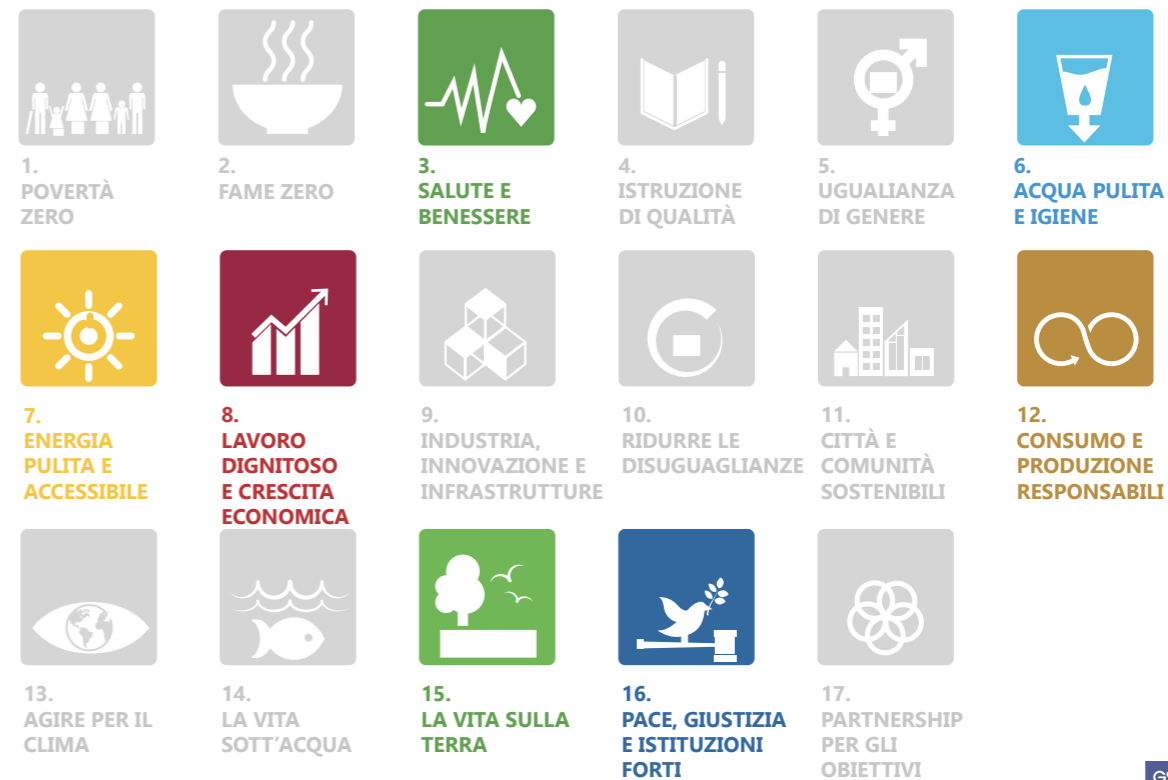 1.
POVERTÀ
ZERO
2.
FAME ZERO
3.
SALUTE E
BENESSERE
4.
ISTRUZIONE
DI QUALITÀ
5.
UGUALIANZA
DI GENERE
6.
ACQUA PULITA
E IGIENE
7.
ENERGIA
PULITA E
ACCESSIBILE
8.
LAVORO
DIGNITOSO
E CRESCITA
ECONOMICA
9.
INDUSTRIA,
INNOVAZIONE E
INFRASTRUTTURE
10.
RIDURRE LE
DISUGUAGLIANZE
11.
CITTÀ E
COMUNITÀ
SOSTENIBILI
12.
CONSUMO E
PRODUZIONE
RESPONSABILI
13.
AGIRE PER IL
CLIMA
14.
LA VITA
SOTT'ACQUA
15.
LA VITA SULLA
TERRA
16.
PACE, GIUSTIZIA
E ISTITUZIONI
FORTI
17.
PARTNERSHIP
PER GLI
OBIETTIVI